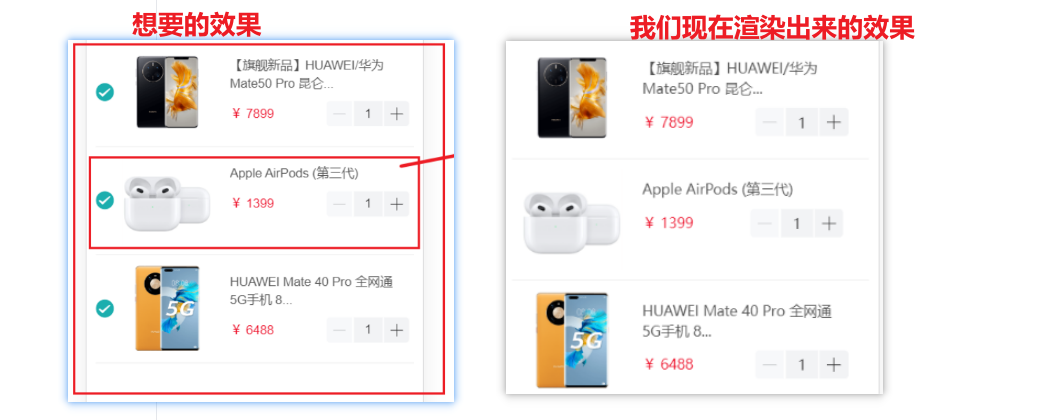 想要的效果
我们现在渲染出来的效果
【旗舰新品】HUAWEI/华为
Mate50 Pro 昆仑...
¥ 7899
1
Apple AirPods (第三代)
¥ 1399
1
HUAWEI Mate 40 Pro 全网通
5G手机 8...
5G
¥ 6488
1
【旗舰新品】HUAWEI/华为
Mate50 Pro 昆仑...
¥ 7899
1
Apple AirPods (第三代)
¥ 1399
1
HUAWEI Mate 40 Pro 全网通
5G手机 8...
5G
¥ 6488
1